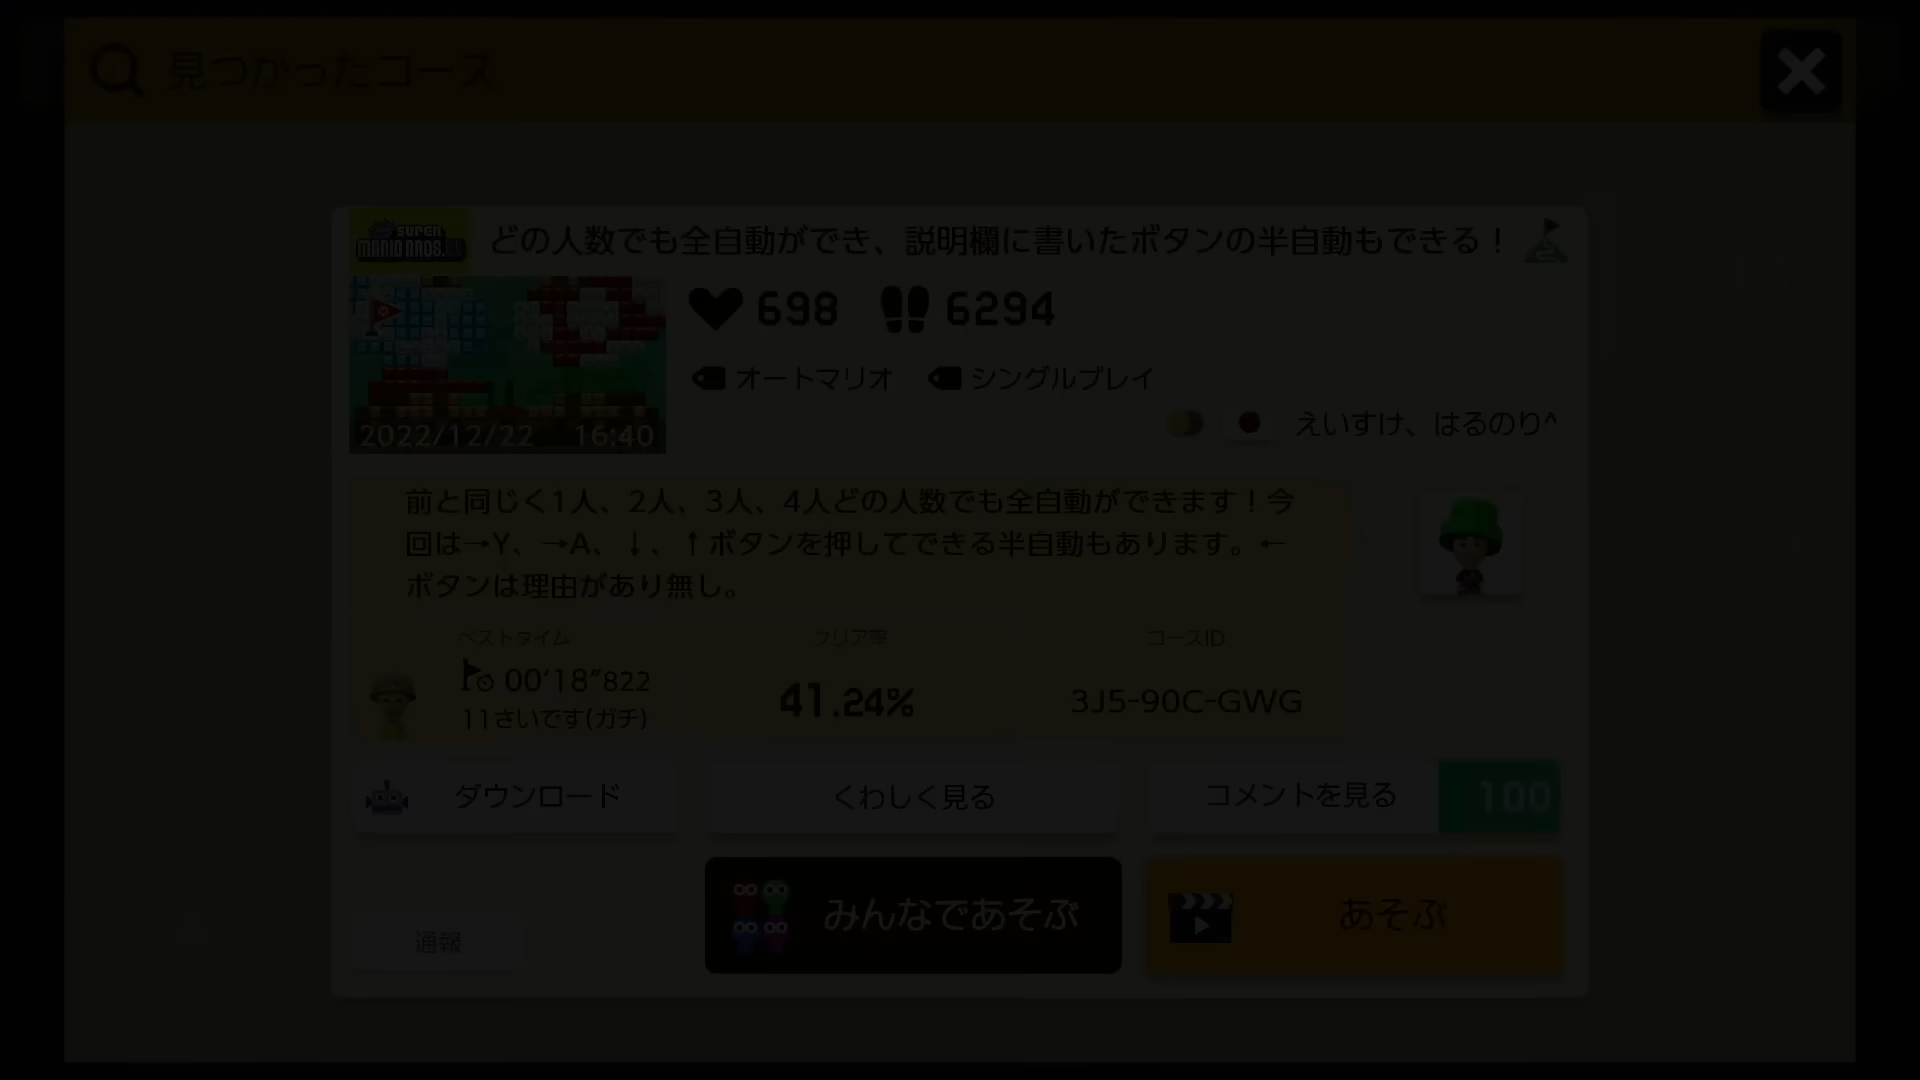 見つかったコース
SUPER
MARIO BROS.U
どの人数でも全自動ができ、説明欄に書いたボタンの半自動もできる！
698 6294
オートマリオ シングルプレイ
2022/12/22 16:40
えいすけ、はるのり^
前と同じく1人、2人、3人、4人どの人数でも全自動ができます！今
回は→Y、→A、↓、↑ボタンを押してできる半自動もあります。←
ボタンは理由があり無し。
ベストタイム クリア率 コースID
00'18"822
11さいです(ガチ)
41.24%
3J5-90C-GWG
ダウンロード くわしく見る コメントを見る 100
通報 みんなであそぶ あそぶ